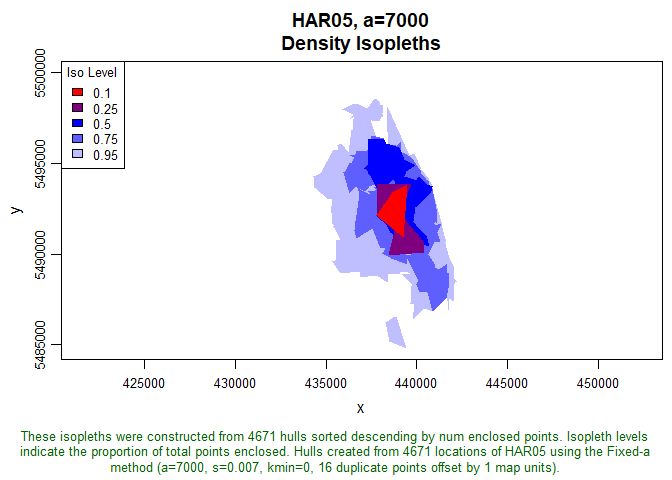 HAR05, a=7000
Density Isopleths
Iso Level
0.1
0.25
0.5
0.75
0.95
5500000
5495000
5490000
5485000
y
425000 430000 435000 440000 445000 450000
x
These isopleths were constructed from 4671 hulls sorted descending by num enclosed points. Isopleth levels
indicate the proportion of total points enclosed. Hulls created from 4671 locations of HAR05 using the Fixed-a
method (a=7000, s=0.007, kmin=0, 16 duplicate points offset by 1 map units).